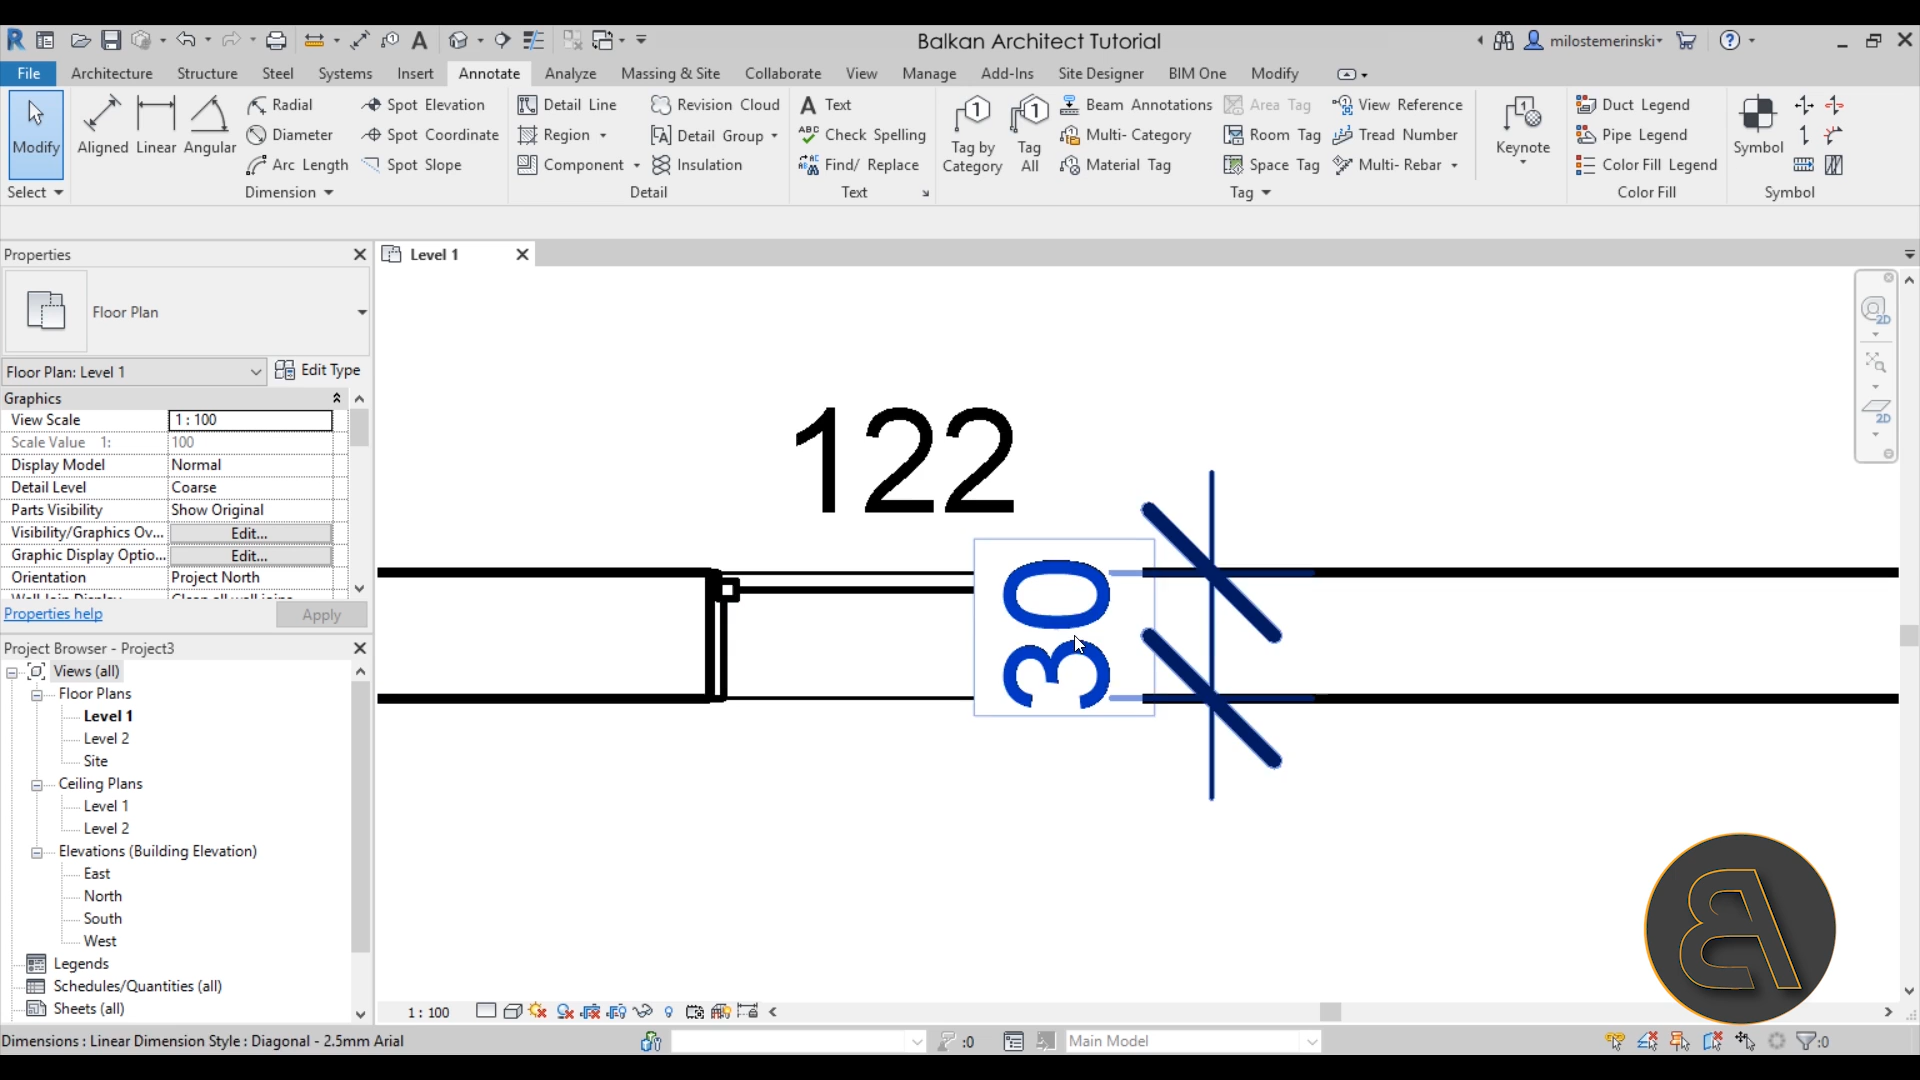 Balkan Architect Tutorial
milostemerinski
File Architecture Structure Steel Systems Insert Annotate Analyze Massing & Site Collaborate View Manage Add-Ins Site Designer BIM One Modify
Modify
Select
Aligned Linear Angular
Radial
Diameter
Arc Length
Spot Elevation
Spot Coordinate
Spot Slope
Dimension
Detail Line
Region
Component
Revision Cloud
Detail Group
Insulation
Detail
Text
Check Spelling
Find/ Replace
Text
Tag by
Category
Tag
All
Beam Annotations
Multi- Category
Material Tag
Area Tag
Room Tag
Space Tag
View Reference
Tread Number
Multi- Rebar
Tag
Keynote
Duct Legend
Pipe Legend
Color Fill Legend
Color Fill
Symbol
Symbol
Properties
Floor Plan
Floor Plan: Level 1
Edit Type
Graphics
View Scale 1 : 100
Scale Value 1: 100
Display Model Normal
Detail Level Coarse
Parts Visibility Show Original
Visibility/Graphics Ov... Edit...
Graphic Display Optio... Edit...
Orientation Project North
Properties help
Apply
Project Browser - Project3
Views (all)
Floor Plans
Level 1
Level 2
Site
Ceiling Plans
Level 1
Level 2
Elevations (Building Elevation)
East
North
South
West
Legends
Schedules/Quantities (all)
Sheets (all)
Level 1
122
30
2D
2D
1 : 100
Dimensions : Linear Dimension Style : Diagonal - 2.5mm Arial
:0
Main Model
:0